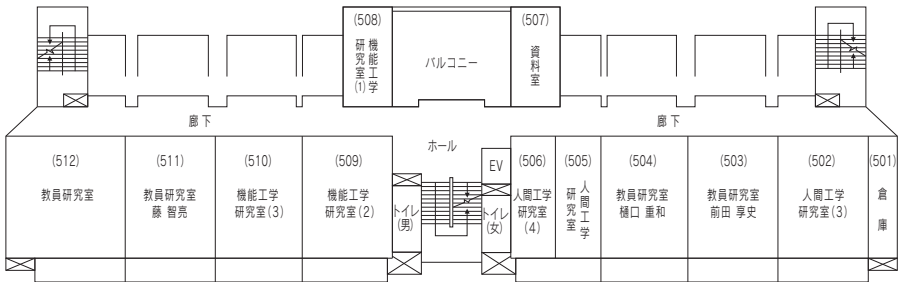 (508)
機能工学
研究室(1)
バルコニー
(507)
資料室
廊下
ホール
廊下
(512)
教員研究室
(511)
教員研究室
藤 智亮
(510)
機能工学
研究室(3)
(509)
機能工学
研究室(2)
トイレ
(男)
EV
トイレ
(女)
(506)
人間工学
研究室
(4)
(505)
人間工学
研究室
(504)
教員研究室
樋口 重和
(503)
教員研究室
前田 享史
(502)
人間工学
研究室(3)
(501)
倉庫